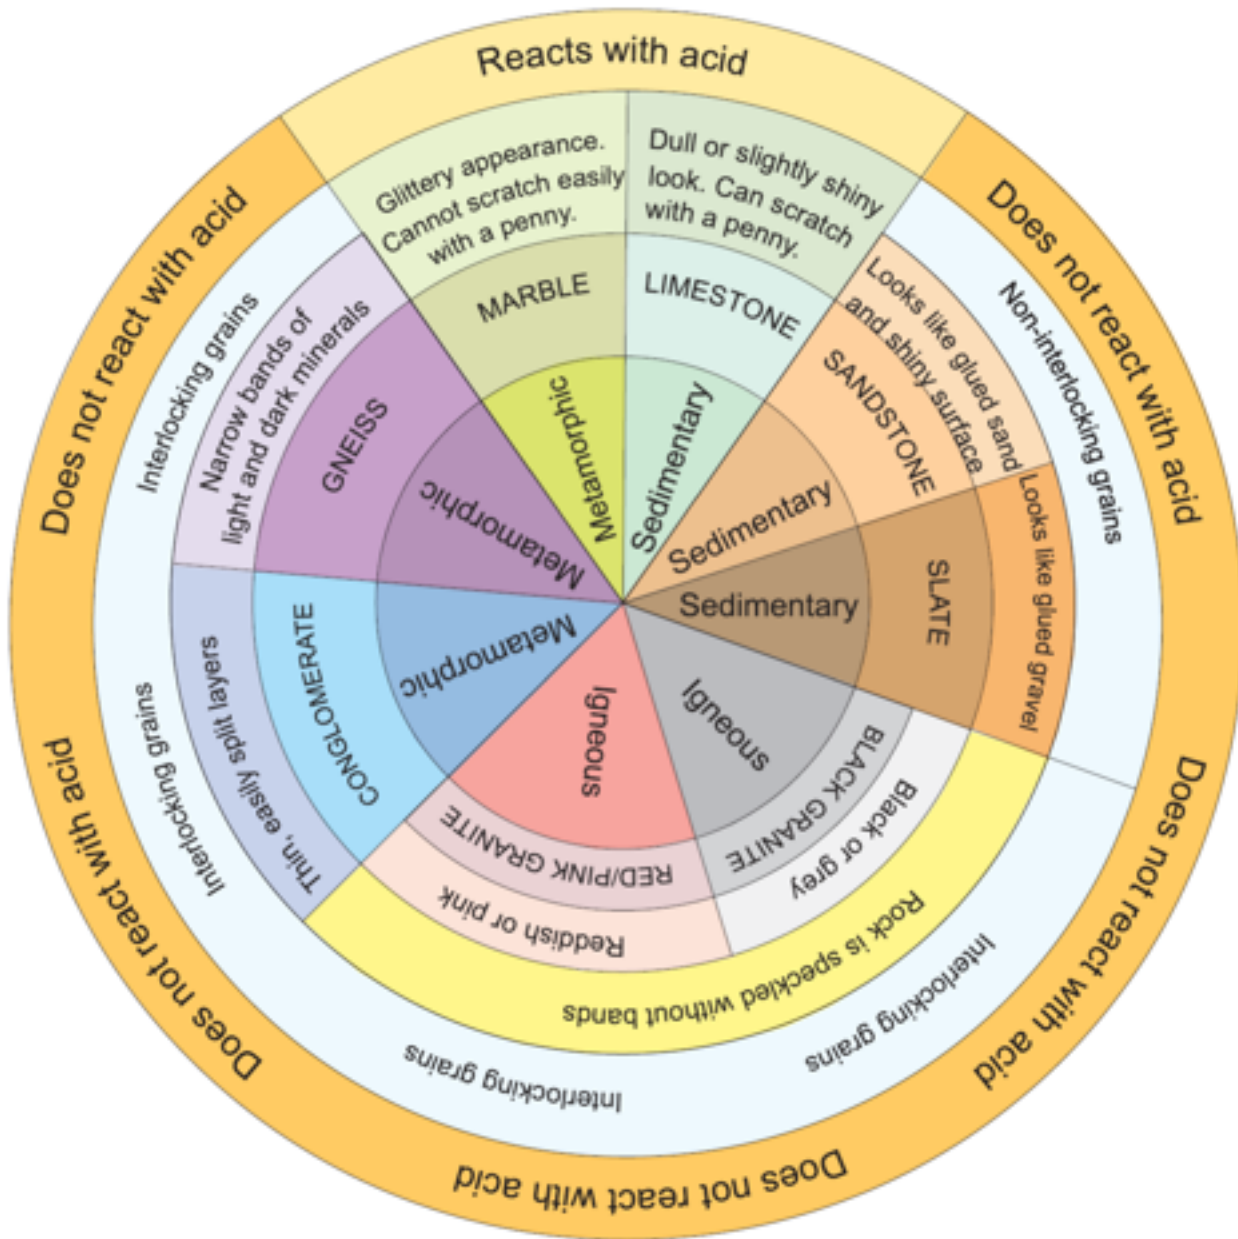 Reacts with acid
Glittery appearance.
Cannot scratch easily
with a penny.
MARBLE
Metamorphic
Dull or slightly shiny
look. Can scratch
with a penny.
LIMESTONE
Sedimentary
Does not react with acid
Non-interlocking grains
Looks like glued sand
and shiny surface
SANDSTONE
Sedimentary
Looks like glued gravel
SLATE
Sedimentary
Does not react with acid
Interlocking grains
Rock is speckled without bands
Black or grey
BLACK GRANITE
Igneous
Does not react with acid
Interlocking grains
Reddish or pink
RED/PINK GRANITE
Igneous
Does not react with acid
Interlocking grains
Thin, easily split layers
CONGLOMERATE
Metamorphic
Does not react with acid
Interlocking grains
Narrow bands of
light and dark minerals
GNEISS
Metamorphic